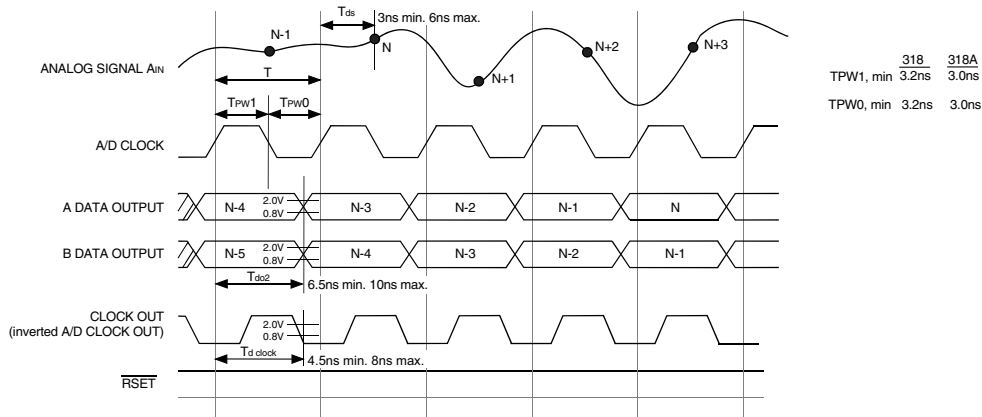 Tds
3ns min. 6ns max.
N-1
N
N+1
N+2
N+3
ANALOG SIGNAL AIN
T
TPW1
TPW0
318 318A
TPW1, min 3.2ns 3.0ns
TPW0, min 3.2ns 3.0ns
A/D CLOCK
A DATA OUTPUT
N-4
2.0V
0.8V
N-3
N-2
N-1
N
B DATA OUTPUT
N-5
2.0V
0.8V
N-4
N-3
N-2
N-1
Tdo2
6.5ns min. 10ns max.
CLOCK OUT
(inverted A/D CLOCK OUT)
2.0V
0.8V
Td clock
4.5ns min. 8ns max.
RSET